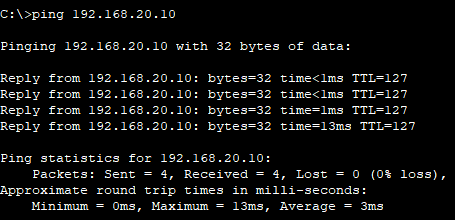 C:\>ping 192.168.20.10
Pinging 192.168.20.10 with 32 bytes of data:
Reply from 192.168.20.10: bytes=32 time<1ms TTL=127
Reply from 192.168.20.10: bytes=32 time<1ms TTL=127
Reply from 192.168.20.10: bytes=32 time=1ms TTL=127
Reply from 192.168.20.10: bytes=32 time=13ms TTL=127
Ping statistics for 192.168.20.10:
    Packets: Sent = 4, Received = 4, Lost = 0 (0% loss),
Approximate round trip times in milli-seconds:
    Minimum = 0ms, Maximum = 13ms, Average = 3ms